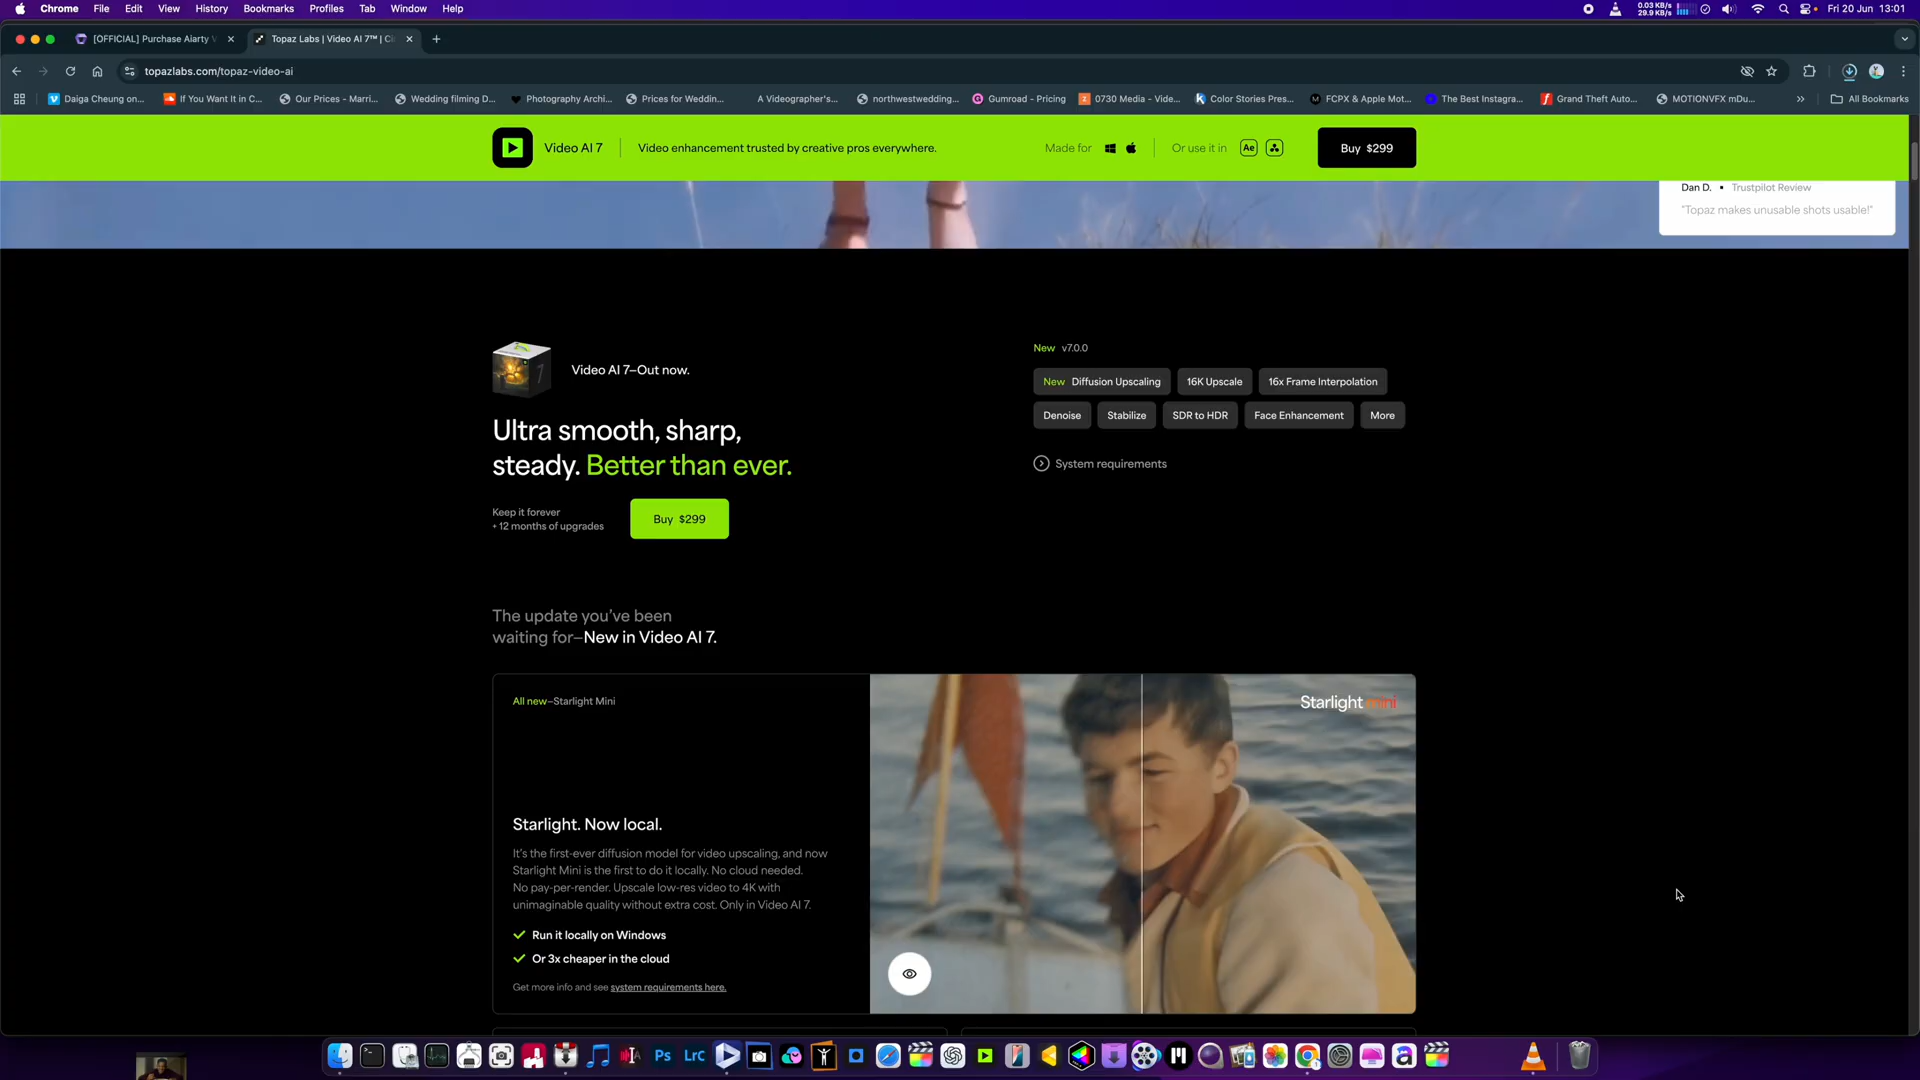 Chrome File Edit View History Bookmarks Profiles Tab Window Help
0.03 KB/s
29.9 KB/s
Fri 20 Jun 13:01
[OFFICIAL] Purchase Aiarty
Topaz Labs | Video AI 7™ |
topazlabs.com/topaz-video-ai
Daiga Cheung on...
If You Want It in C...
Our Prices - Marri...
Wedding filming D...
Photography Archi...
Prices for Weddin...
A Videographer's...
northwestwedding...
Gumroad - Pricing
0730 Media - Vide...
Color Stories Pres...
FCPX & Apple Mot...
The Best Instagra...
Grand Theft Auto...
MOTIONVFX mDu...
All Bookmarks
Video AI 7
Video enhancement trusted by creative pros everywhere.
Made for
Or use it in
Ae
Buy $299
Dan D. • Trustpilot Review
"Topaz makes unusable shots usable!"
Video AI 7–Out now.
Ultra smooth, sharp,
steady. Better than ever.
Keep it forever
+ 12 months of upgrades
Buy $299
New v7.0.0
New Diffusion Upscaling
16K Upscale
16x Frame Interpolation
Denoise
Stabilize
SDR to HDR
Face Enhancement
More
System requirements
The update you've been
waiting for–New in Video AI 7.
All new–Starlight Mini
Starlight mini
Starlight. Now local.
It's the first-ever diffusion model for video upscaling, and now
Starlight Mini is the first to do it locally. No cloud needed.
No pay-per-render. Upscale low-res video to 4K with
unimaginable quality without extra cost. Only in Video AI 7.
Run it locally on Windows
Or 3x cheaper in the cloud
Get more info and see system requirements here.
Ps
LrC